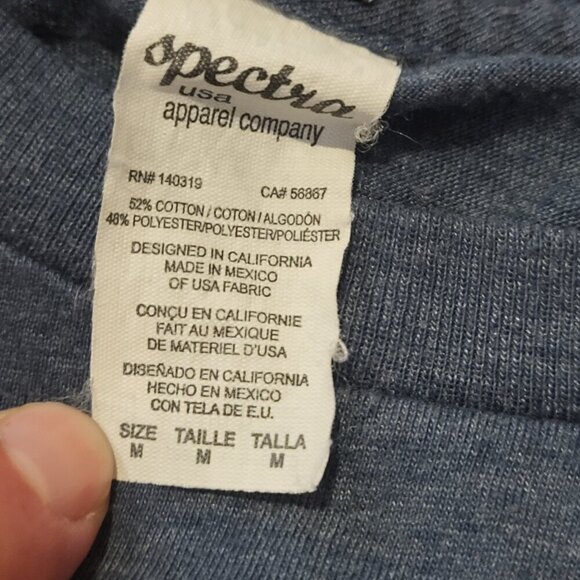 spectra
usa
apparel company
RN# 140319 CA# 56867
52% COTTON / COTON / ALGODÓN
48% POLYESTER/POLYESTER/POLIÉSTER
DESIGNED IN CALIFORNIA
MADE IN MEXICO
OF USA FABRIC
CONÇU EN CALIFORNIE
FAIT AU MEXIQUE
DE MATERIEL D'USA
DISEÑADO EN CALIFORNIA
HECHO EN MEXICO
CON TELA DE E.U.
SIZE TAILLE TALLA
M M M